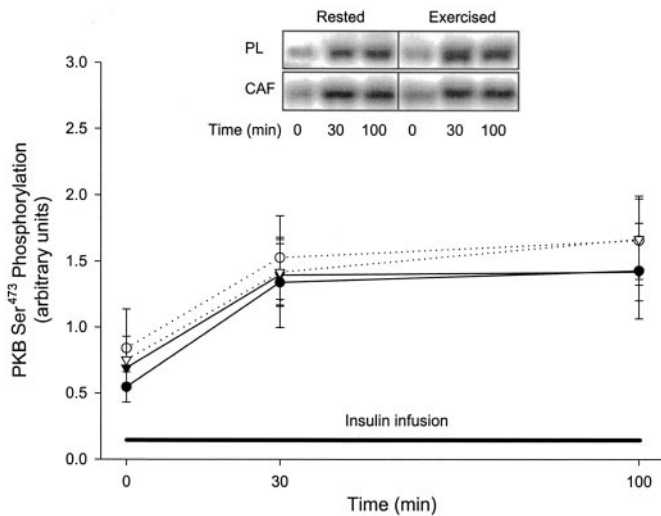 Rested Exercised
PL
CAF
Time (min) 0 30 100 0 30 100
PKB Ser473 Phosphorylation
(arbitrary units)
3.0
2.5
2.0
1.5
1.0
0.5
0.0
Insulin infusion
0 30 100
Time (min)